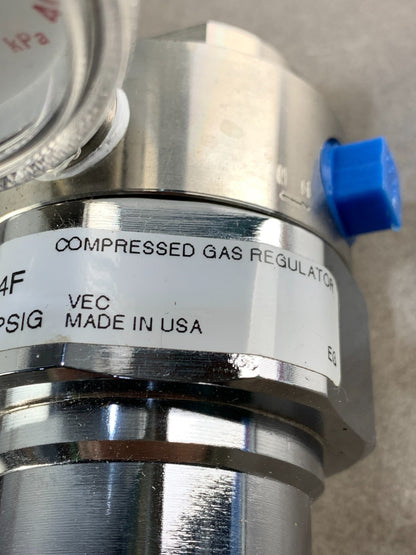 kPa
COMPRESSED GAS REGULATOR
4F VEC
PSIG MADE IN USA